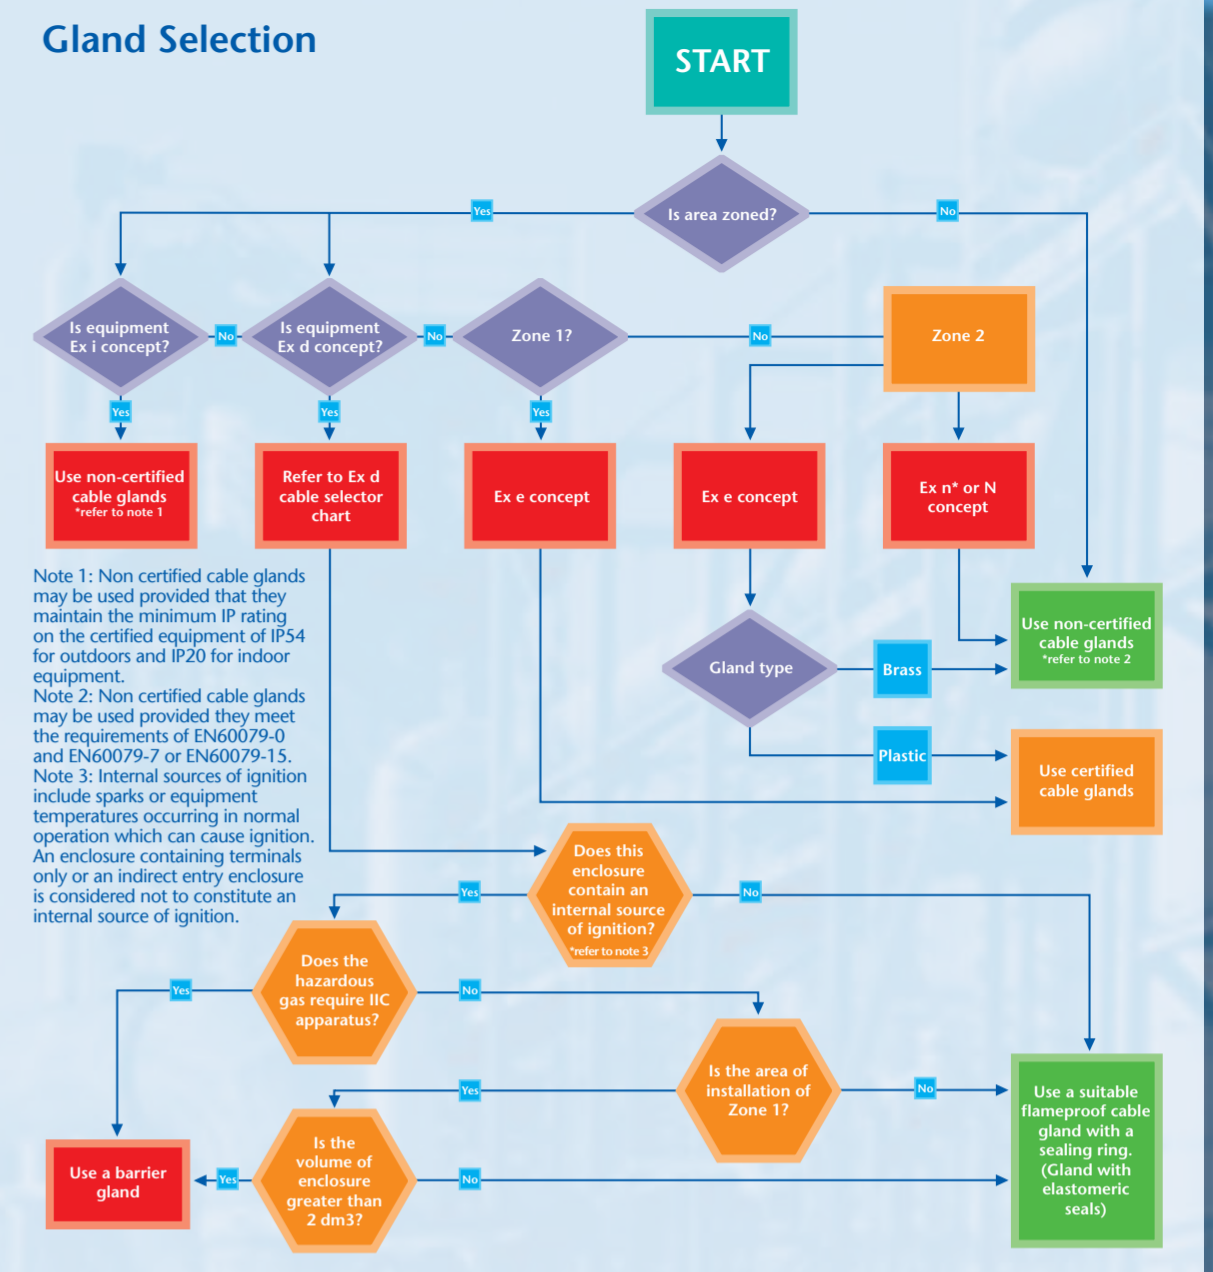 Gland Selection
START
Is area zoned?
Yes
No
Is equipment
Ex i concept?
No
Is equipment
Ex d concept?
No
Zone 1?
No
Zone 2
Yes
Yes
Yes
Use non-certified
cable glands
*refer to note 1
Refer to Ex d
cable selector
chart
Ex e concept
Ex e concept
Ex n* or N
concept
Note 1: Non certified cable glands
may be used provided that they
maintain the minimum IP rating
on the certified equipment of IP54
for outdoors and IP20 for indoor
equipment.
Note 2: Non certified cable glands
may be used provided they meet
the requirements of EN60079-0
and EN60079-7 or EN60079-15.
Note 3: Internal sources of ignition
include sparks or equipment
temperatures occurring in normal
operation which can cause ignition.
An enclosure containing terminals
only or an indirect entry enclosure
is considered not to constitute an
internal source of ignition.
Gland type
Brass
Plastic
Use non-certified
cable glands
*refer to note 2
Use certified
cable glands
Does this
enclosure
contain an
internal source
of ignition?
*refer to note 3
Yes
No
Does the
hazardous
gas require IIC
apparatus?
Yes
No
Is the area of
installation of
Zone 1?
Yes
No
Is the
volume of
enclosure
greater than
2 dm3?
Yes
No
Use a barrier
gland
Use a suitable
flameproof cable
gland with a
sealing ring.
(Gland with
elastomeric
seals)